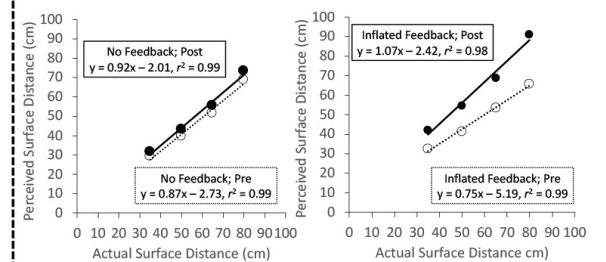 Perceived Surface Distance (cm)
100
90
80
70
60
50
40
30
20
10
0
No Feedback; Post
y = 0.92x – 2.01, r² = 0.99
No Feedback; Pre
y = 0.87x – 2.73, r² = 0.99
0 10 20 30 40 50 60 70 80 90 100
Actual Surface Distance (cm)
Perceived Surface Distance (cm)
100
90
80
70
60
50
40
30
20
10
0
Inflated Feedback; Post
y = 1.07x – 2.42, r² = 0.98
Inflated Feedback; Pre
y = 0.75x – 5.19, r² = 0.99
0 10 20 30 40 50 60 70 80 90 100
Actual Surface Distance cm)